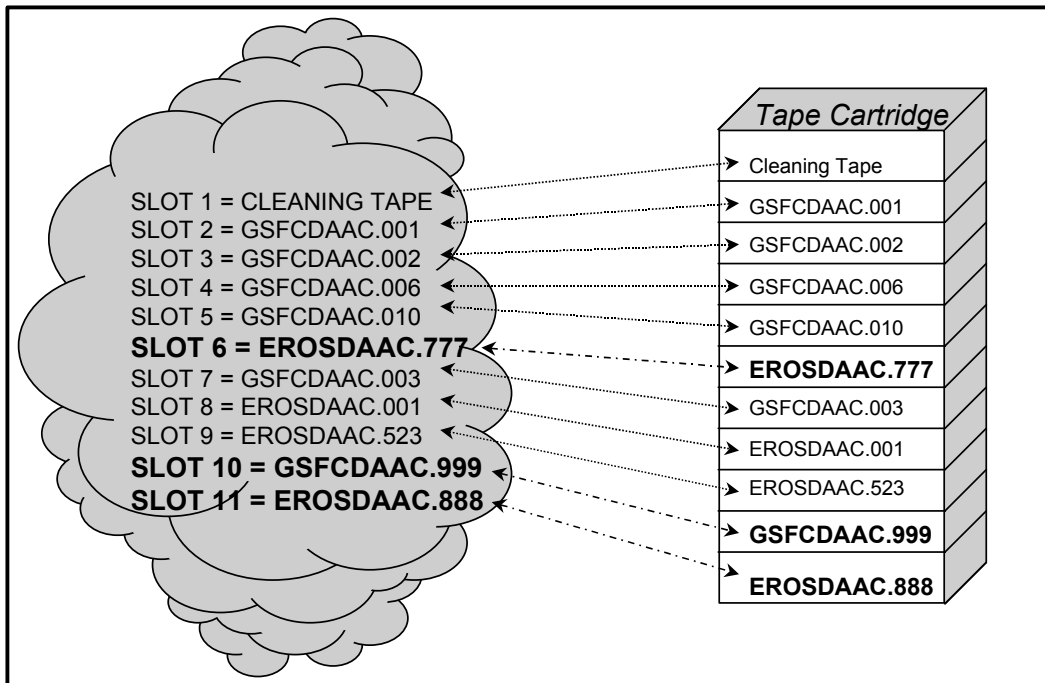 SLOT 1 = CLEANING TAPE
SLOT 2 = GSFCDAAC.001
SLOT 3 = GSFCDAAC.002
SLOT 4 = GSFCDAAC.006
SLOT 5 = GSFCDAAC.010
SLOT 6 = EROSDAAC.777
SLOT 7 = GSFCDAAC.003
SLOT 8 = EROSDAAC.001
SLOT 9 = EROSDAAC.523
SLOT 10 = GSFCDAAC.999
SLOT 11 = EROSDAAC.888
Tape Cartridge
Cleaning Tape
GSFCDAAC.001
GSFCDAAC.002
GSFCDAAC.006
GSFCDAAC.010
EROSDAAC.777
GSFCDAAC.003
EROSDAAC.001
EROSDAAC.523
GSFCDAAC.999
EROSDAAC.888